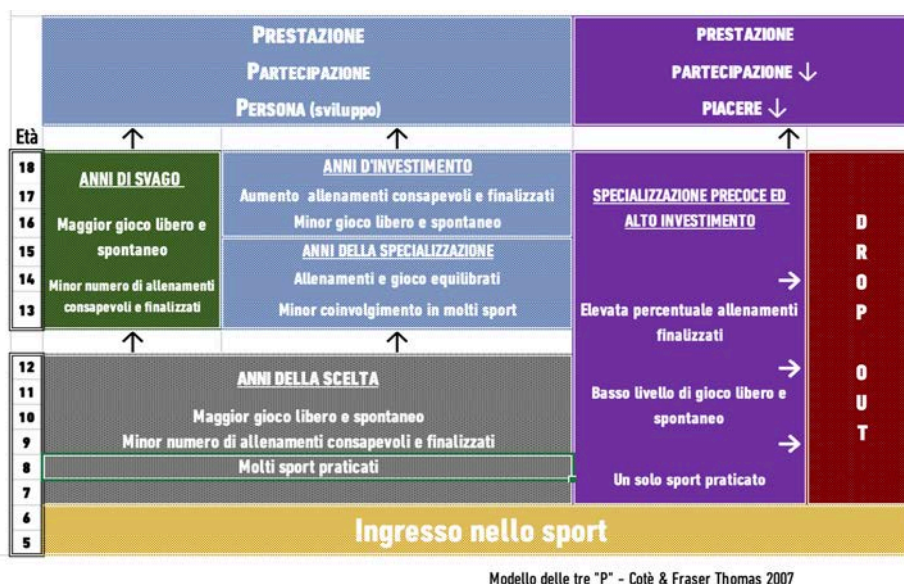 PRESTAZIONE
PARTECIPAZIONE
PERSONA (sviluppo)
PRESTAZIONE
PARTECIPAZIONE ↓
PIACERE ↓
Età
18
17
16
15
14
13
12
11
10
9
8
7
6
5
ANNI DI SVAGO
Maggior gioco libero e
spontaneo
Minor numero di allenamenti
consapevoli e finalizzati
ANNI D'INVESTIMENTO
Aumento allenamenti consapevoli e finalizzati
Minor gioco libero e spontaneo
ANNI DELLA SPECIALIZZAZIONE
Allenamenti e gioco equilibrati
Minor coinvolgimento in molti sport
SPECIALIZZAZIONE PRECOCE ED
ALTO INVESTIMENTO
Elevata percentuale allenamenti
finalizzati
Basso livello di gioco libero e
spontaneo
Un solo sport praticato
DROP OUT
ANNI DELLA SCELTA
Maggior gioco libero e spontaneo
Minor numero di allenamenti consapevoli e finalizzati
Molti sport praticati
Ingresso nello sport
Modello delle tre "P" - Cotè & Fraser Thomas 2007